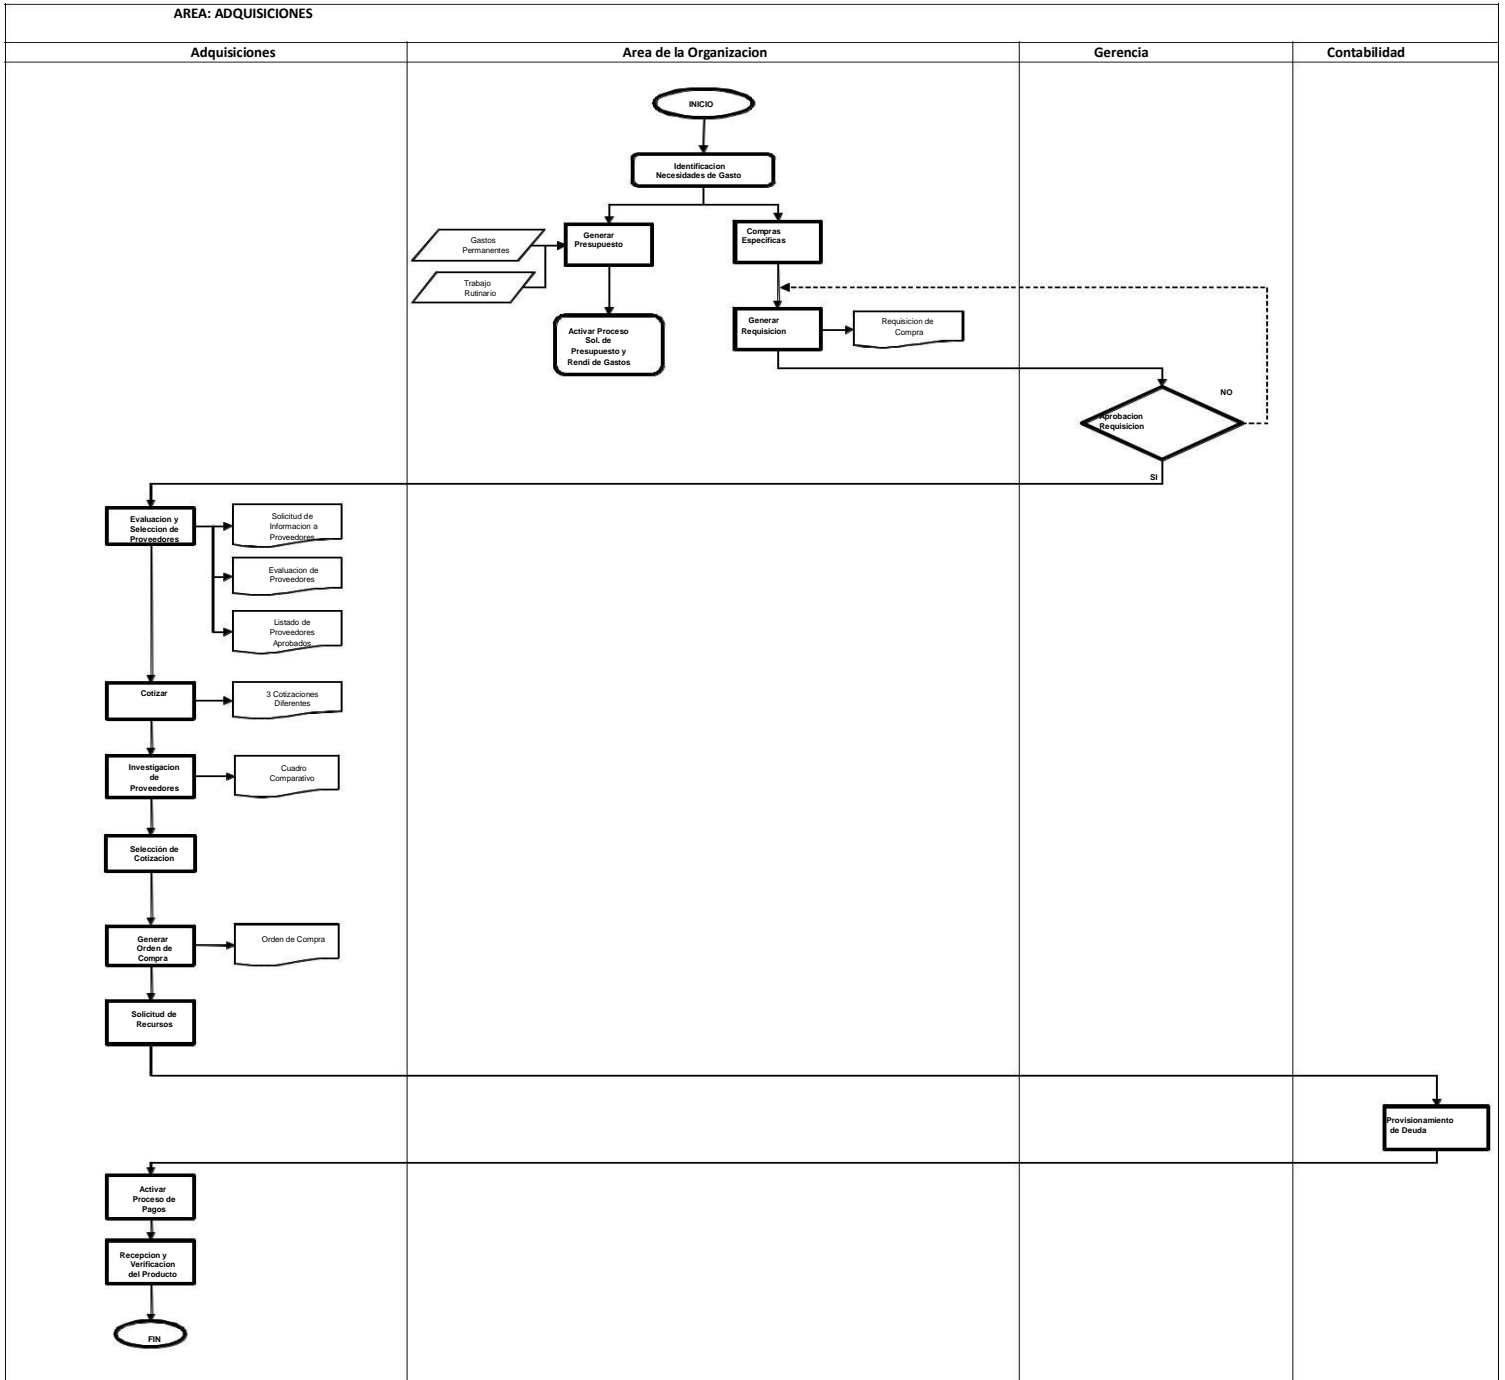 AREA: ADQUISICIONES
Adquisiciones
Area de la Organizacion
Gerencia
Contabilidad
INICIO
Identificacion
Necesidades de Gasto
Gastos
Permanentes
Trabajo
Rutinario
Generar
Presupuesto
Compras
Especificas
Activar Proceso
Sol. de
Presupuesto y
Rendi de Gastos
Generar
Requisicion
Requisicion de
Compra
NO
Aprobacion
Requisicion
SI
Evaluacion y
Seleccion de
Proveedores
Solicitud de
Informacion a
Proveedores
Evaluacion de
Proveedores
Listado de
Proveedores
Aprobados
Cotizar
3 Cotizaciones
Diferentes
Investigacion
de
Proveedores
Cuadro
Comparativo
Selección de
Cotizacion
Generar
Orden de
Compra
Orden de Compra
Solicitud de
Recursos
Provisionamiento
de Deuda
Activar
Proceso de
Pagos
Recepcion y
Verificacion
del Producto
FIN